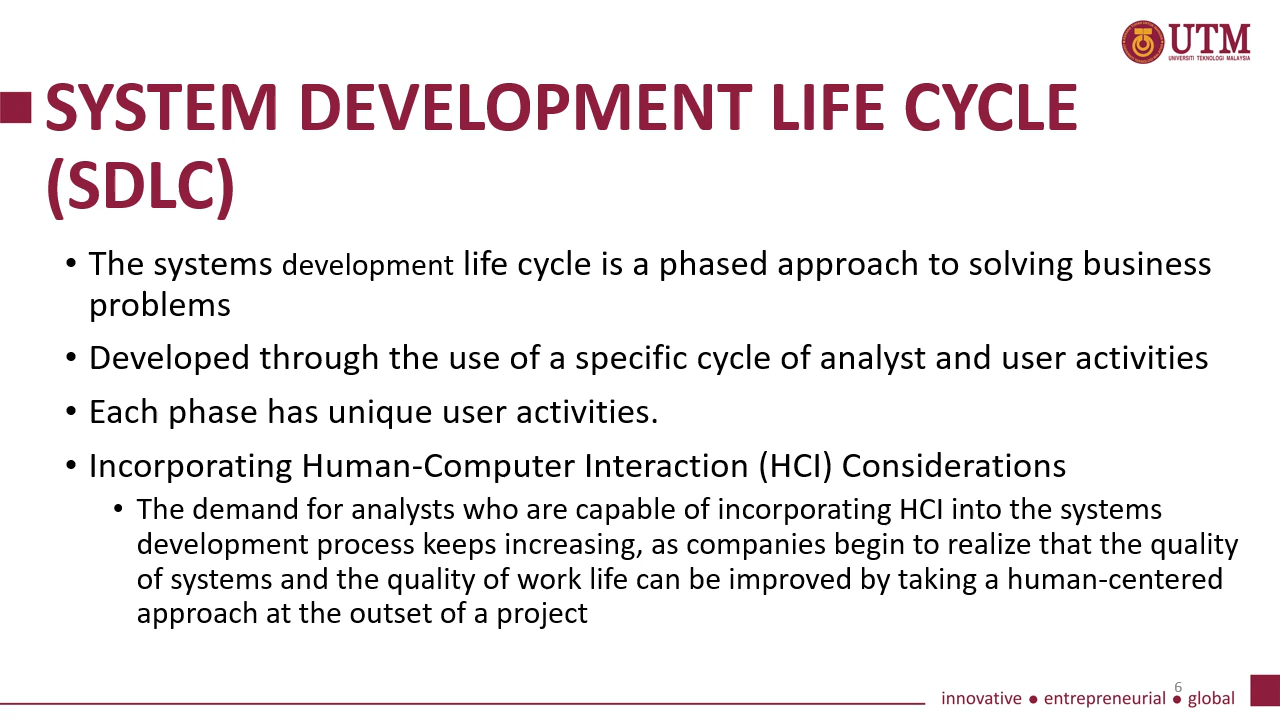 UTM
UNIVERSITI TEKNOLOGI MALAYSIA
SYSTEM DEVELOPMENT LIFE CYCLE
(SDLC)
• The systems development life cycle is a phased approach to solving business
problems
• Developed through the use of a specific cycle of analyst and user activities
• Each phase has unique user activities.
• Incorporating Human-Computer Interaction (HCI) Considerations
• The demand for analysts who are capable of incorporating HCI into the systems
development process keeps increasing, as companies begin to realize that the quality
of systems and the quality of work life can be improved by taking a human-centered
approach at the outset of a project
6
innovative ● entrepreneurial ● global